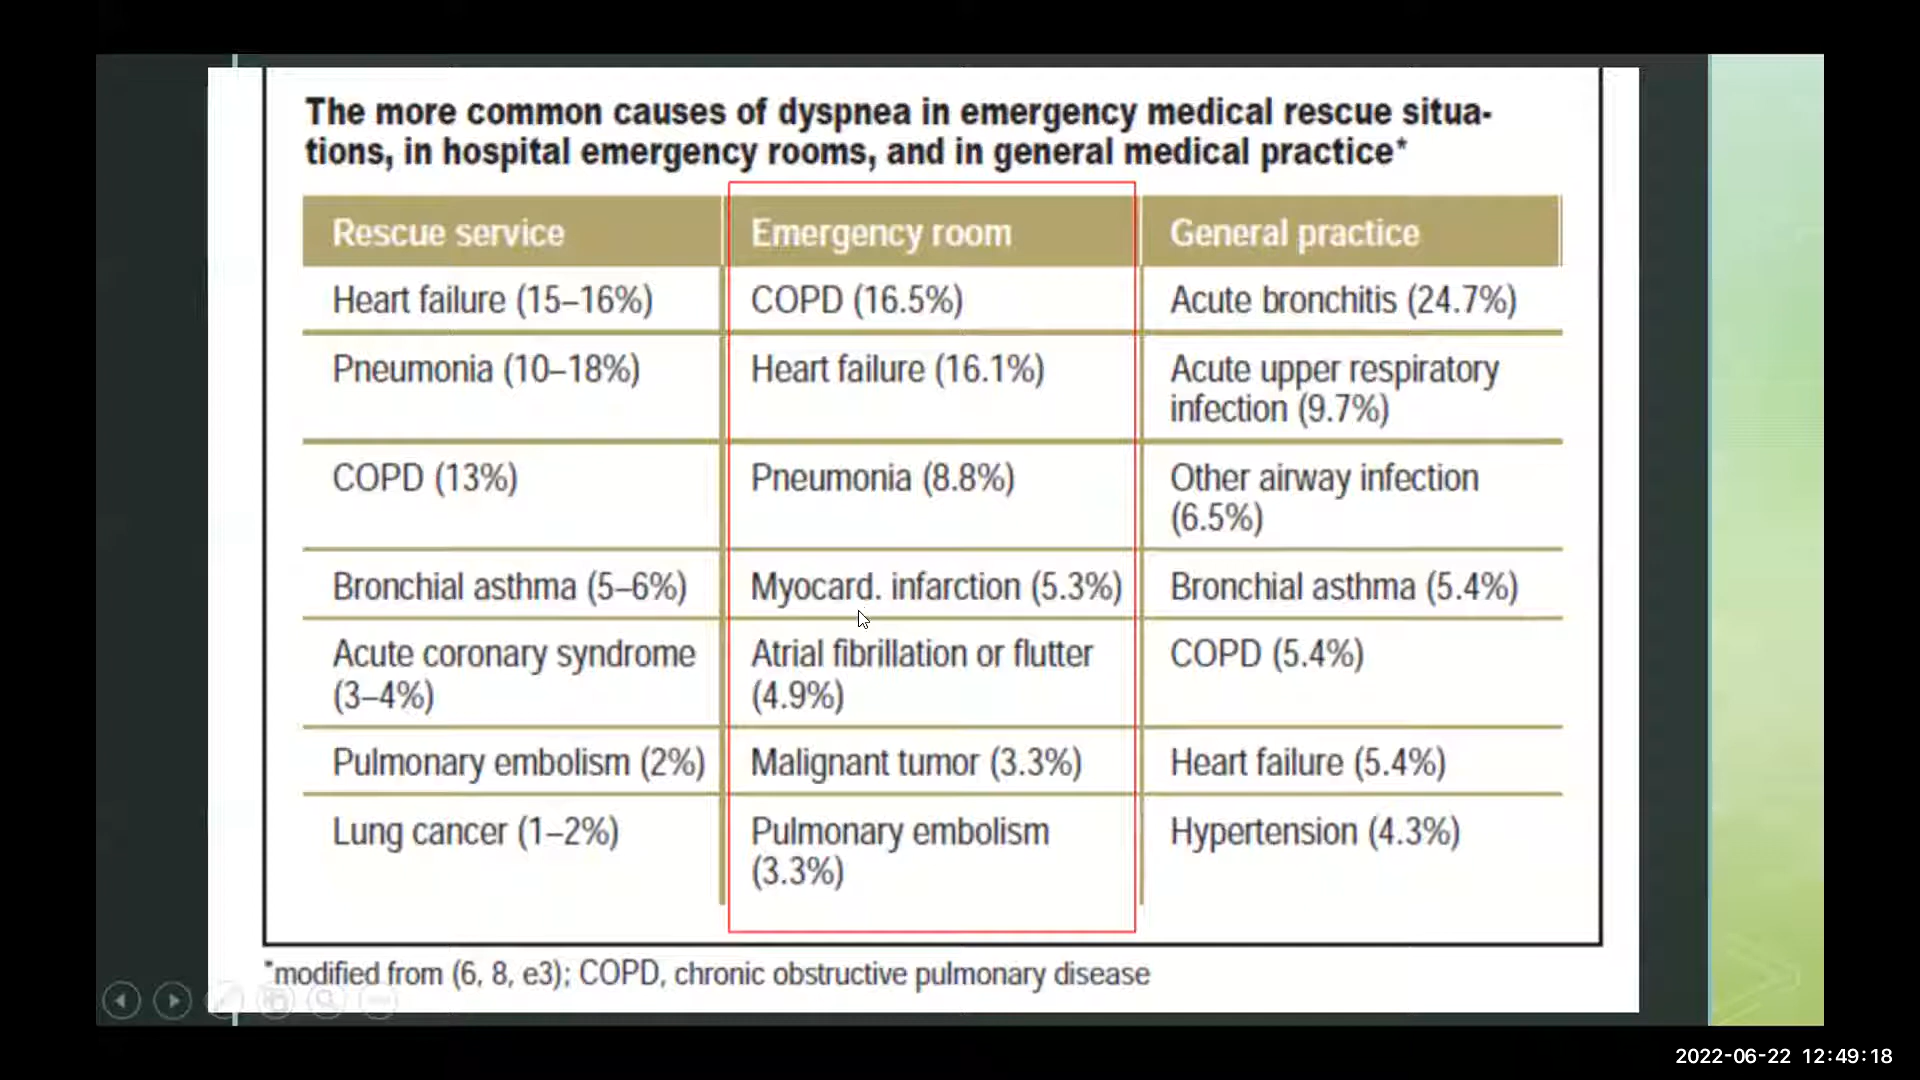 The more common causes of dyspnea in emergency medical rescue situa-
tions, in hospital emergency rooms, and in general medical practice*
Rescue service Emergency room General practice
Heart failure (15–16%) COPD (16.5%) Acute bronchitis (24.7%)
Pneumonia (10–18%) Heart failure (16.1%) Acute upper respiratory
infection (9.7%)
COPD (13%) Pneumonia (8.8%) Other airway infection
(6.5%)
Bronchial asthma (5–6%) Myocard. infarction (5.3%) Bronchial asthma (5.4%)
Acute coronary syndrome Atrial fibrillation or flutter COPD (5.4%)
(3–4%) (4.9%)
Pulmonary embolism (2%) Malignant tumor (3.3%) Heart failure (5.4%)
Lung cancer (1–2%) Pulmonary embolism Hypertension (4.3%)
(3.3%)
*modified from (6, 8, e3); COPD, chronic obstructive pulmonary disease
2022-06-22 12:49:18